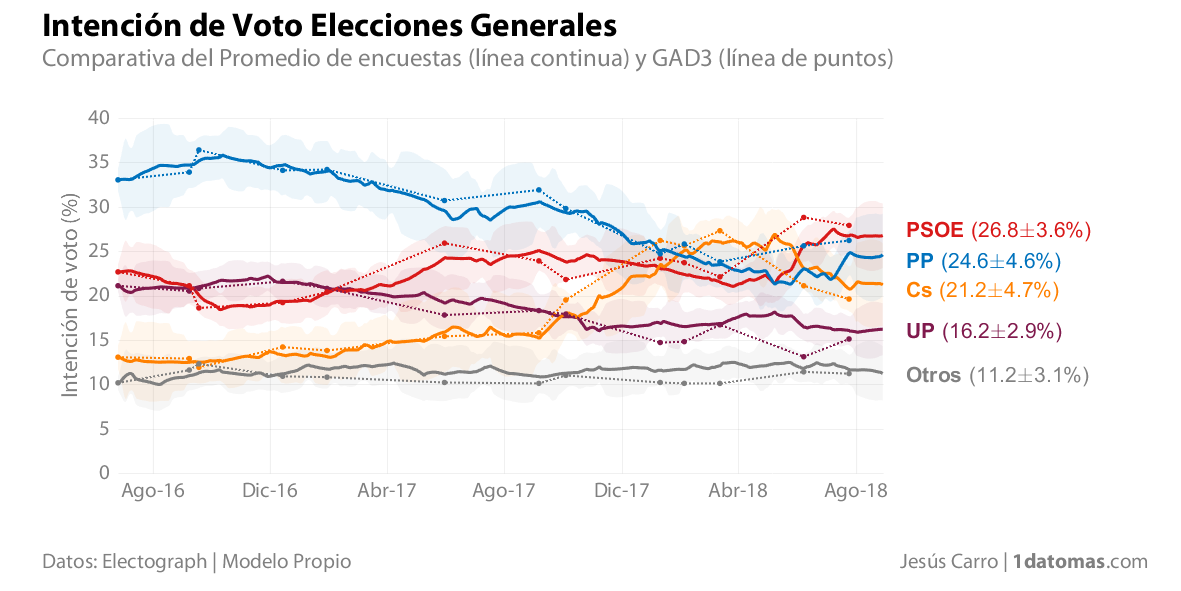 Intención de Voto Elecciones Generales
Comparativa del Promedio de encuestas (línea continua) y GAD3 (línea de puntos)
Intención de voto (%)
40
35
30
25
20
15
10
5
0
Ago-16 Dic-16 Abr-17 Ago-17 Dic-17 Abr-18 Ago-18
PSOE (26.8±3.6%)
PP (24.6±4.6%)
Cs (21.2±4.7%)
UP (16.2±2.9%)
Otros (11.2±3.1%)
Datos: Electograph | Modelo Propio
Jesús Carro | 1datomas.com